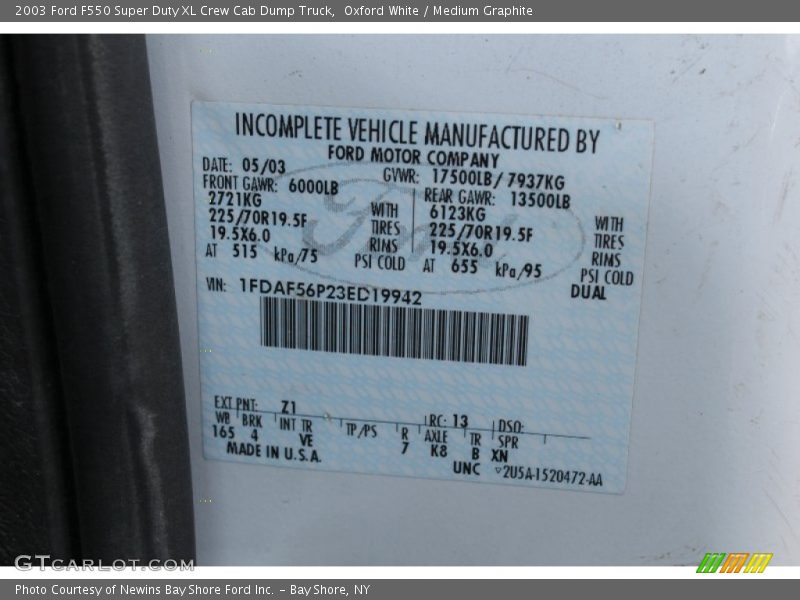 2003 Ford F550 Super Duty XL Crew Cab Dump Truck,  Oxford White / Medium Graphite
INCOMPLETE VEHICLE MANUFACTURED BY
FORD MOTOR COMPANY
DATE: 05/03 GVWR: 17500LB/ 7937KG
FRONT GAWR: 6000LB REAR GAWR: 13500LB
2721KG WITH 6123KG WITH
225/70R19.5F TIRES 225/70R19.5F TIRES
19.5X6.0 RIMS 19.5X6.0 RIMS
AT 515 kPa/75 PSI COLD AT 655 kPa/95 PSI COLD
DUAL
VIN: 1FDAF56P23ED19942
EXT PNT: Z1 RC: 13 DSO:
WB BRK INT TR TP/PS R AXLE TR SPR
165 4 VE 7 K8 B XN
MADE IN U.S.A. UNC ▽2U5A-1520472-AA
Ford
GTCarLot.com
Photo Courtesy of Newins Bay Shore Ford Inc. - Bay Shore, NY